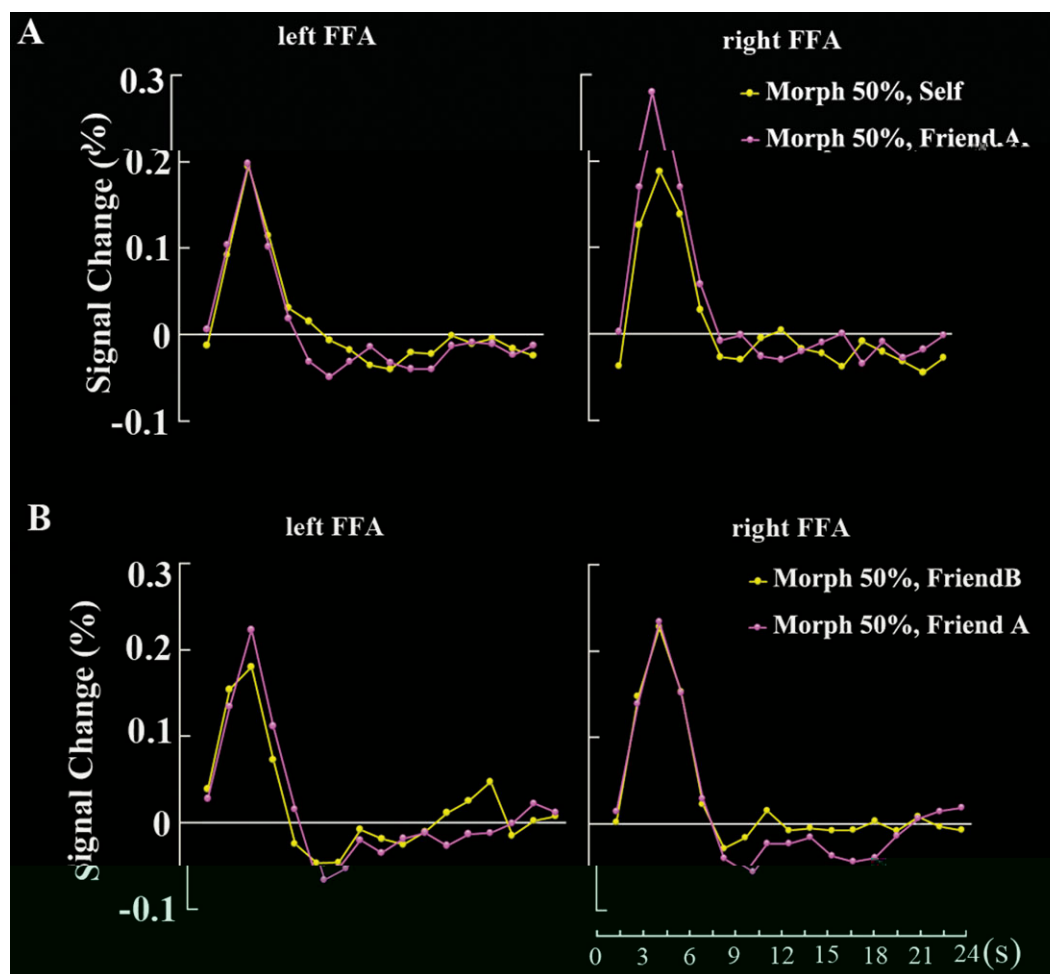 A
left FFA
right FFA
Morph 50%, Self
Morph 50%, Friend A
0.3
0.2
0.1
0
-0.1
Signal Change (%)
B
left FFA
right FFA
Morph 50%, FriendB
Morph 50%, Friend A
0.3
0.2
0.1
0
-0.1
Signal Change (%)
0 3 6 9 12 15 18 21 24 (s)